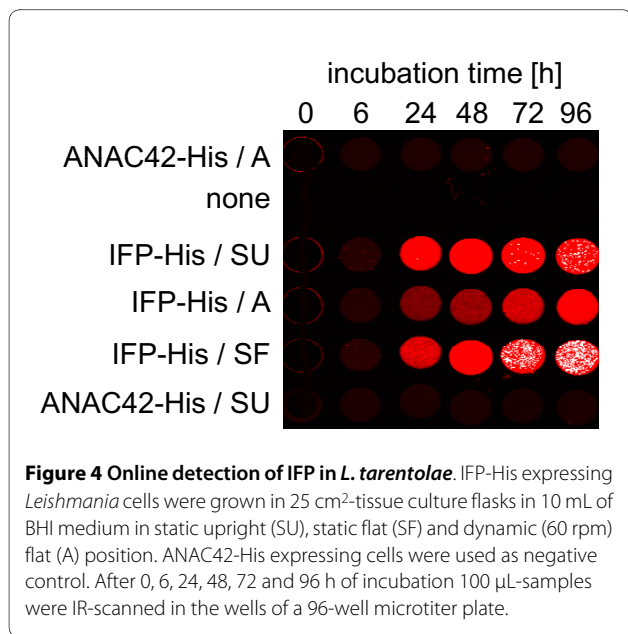 incubation time [h]
0 6 24 48 72 96
ANAC42-His / A
none
IFP-His / SU
IFP-His / A
IFP-His / SF
ANAC42-His / SU
Figure 4 Online detection of IFP in L. tarentolae. IFP-His expressing
Leishmania cells were grown in 25 cm²-tissue culture flasks in 10 mL of
BHI medium in static upright (SU), static flat (SF) and dynamic (60 rpm)
flat (A) position. ANAC42-His expressing cells were used as negative
control. After 0, 6, 24, 48, 72 and 96 h of incubation 100 μL-samples
were IR-scanned in the wells of a 96-well microtiter plate.